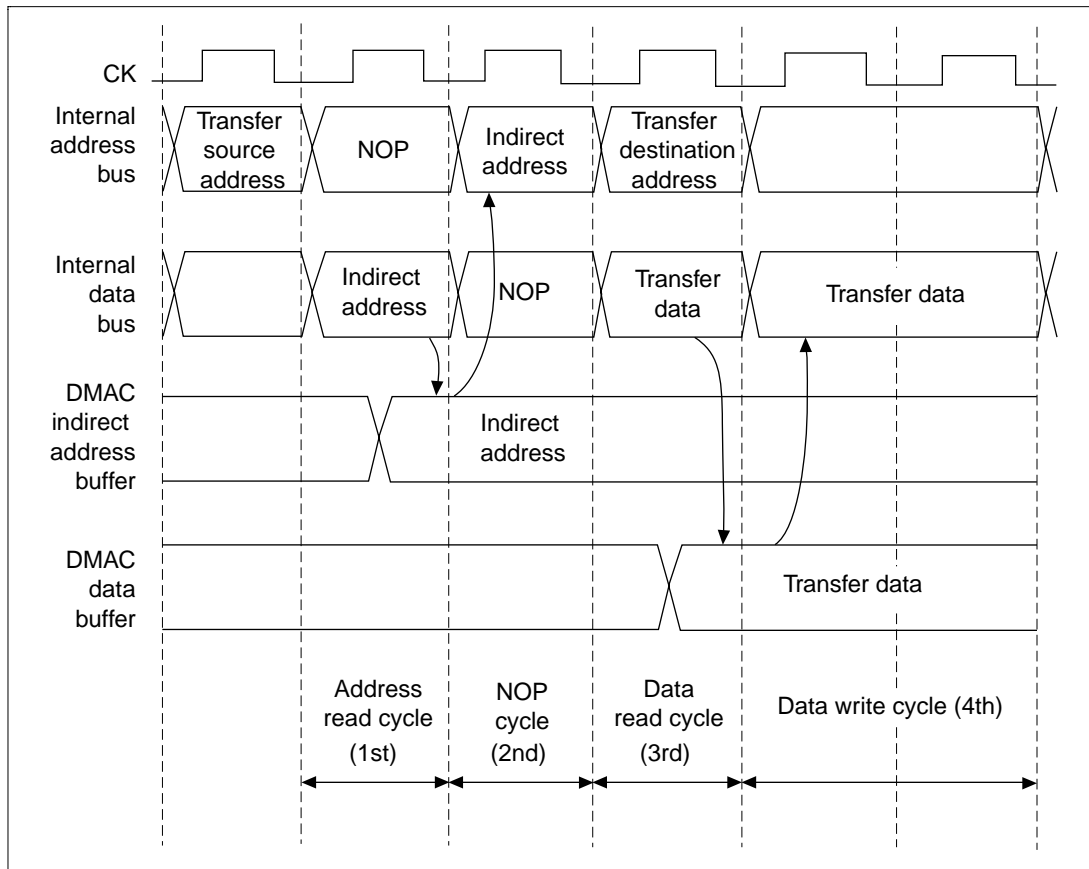 CK
Internal
address
bus
Transfer
source
address
NOP
Indirect
address
Transfer
destination
address
Internal
data
bus
Indirect
address
NOP
Transfer
data
Transfer data
DMAC
indirect
address
buffer
Indirect
address
DMAC
data
buffer
Transfer data
Address
read cycle
(1st)
NOP
cycle
(2nd)
Data
read cycle
(3rd)
Data write cycle (4th)